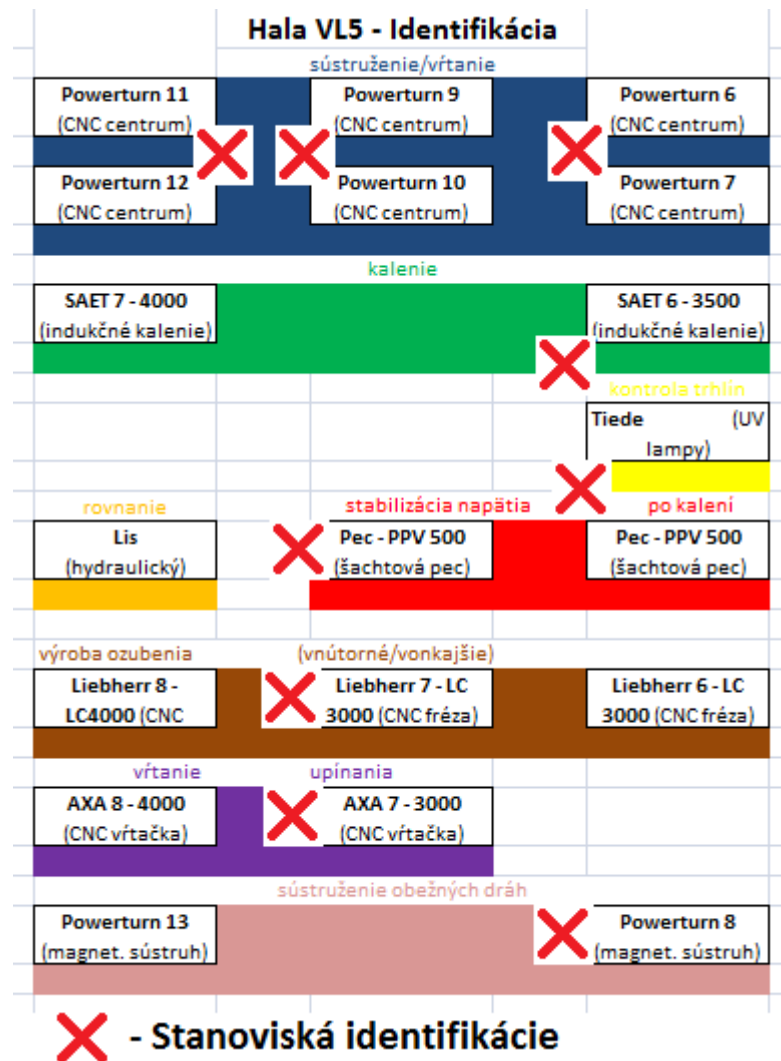 Hala VL5 - Identifikácia
sústruženie/vŕtanie
Powerturn 11
(CNC centrum)
Powerturn 9
(CNC centrum)
Powerturn 6
(CNC centrum)
Powerturn 12
(CNC centrum)
Powerturn 10
(CNC centrum)
Powerturn 7
(CNC centrum)
kalenie
SAET 7 - 4000
(indukčné kalenie)
SAET 6 - 3500
(indukčné kalenie)
kontrola trhlín
Tiede (UV
lampy)
rovnanie
stabilizácia napätia po kalení
Lis
(hydraulický)
Pec - PPV 500
(šachtová pec)
Pec - PPV 500
(šachtová pec)
výroba ozubenia (vnútorné/vonkajšie)
Liebherr 8 -
LC4000 (CNC
Liebherr 7 - LC
3000 (CNC fréza)
Liebherr 6 - LC
3000 (CNC fréza)
vŕtanie upínania
AXA 8 - 4000
(CNC vŕtačka)
AXA 7 - 3000
(CNC vŕtačka)
sústruženie obežných dráh
Powerturn 13
(magnet. sústruh)
Powerturn 8
(magnet. sústruh)
- Stanoviská identifikácie